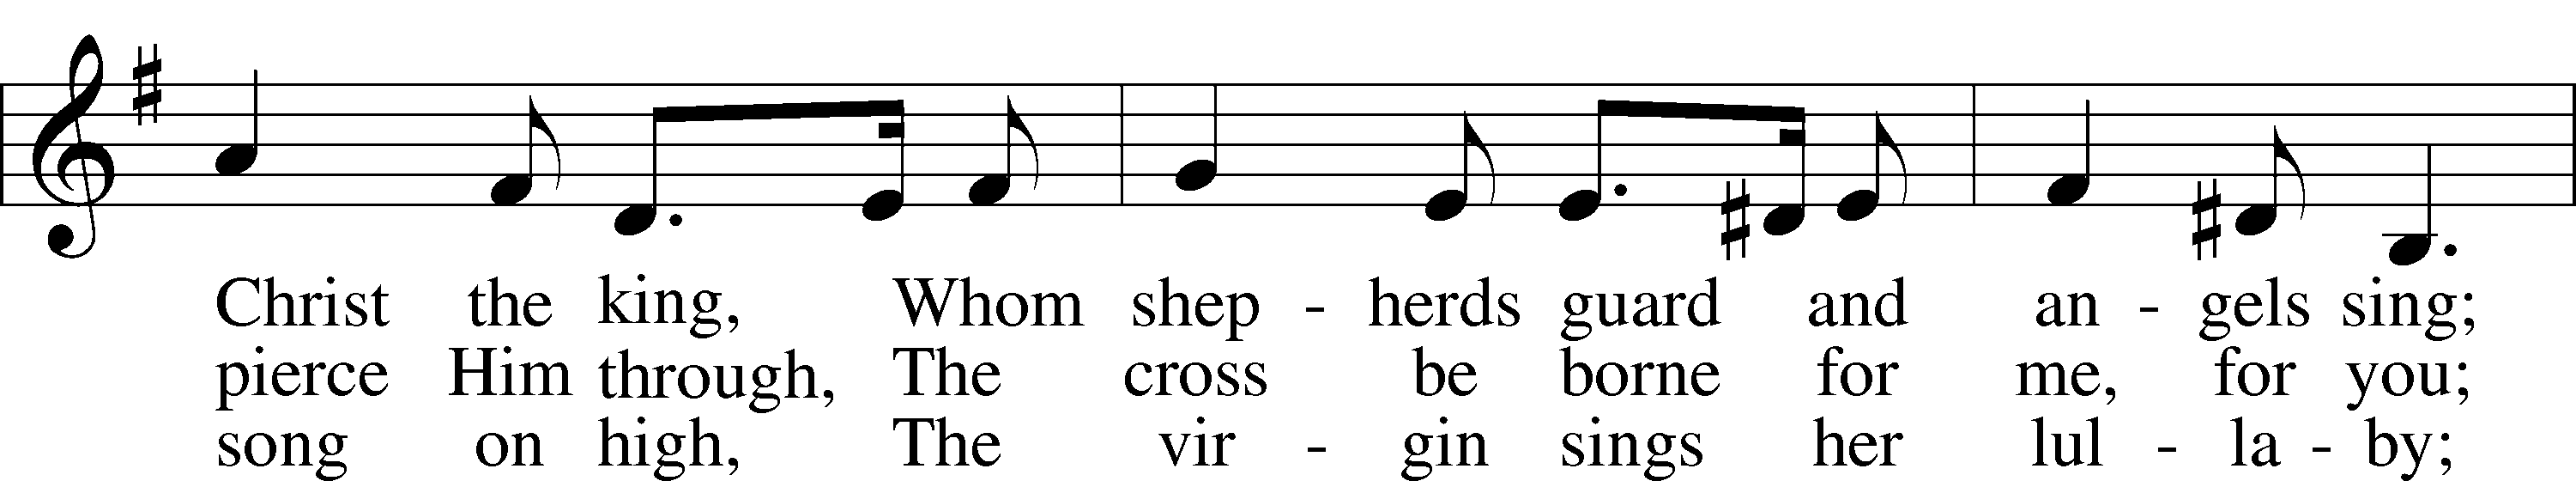 Christ the king, Whom shep - herds guard and an - gels sing;
pierce Him through, The cross be borne for me, for you;
song on high, The vir - gin sings her lul - la - by;